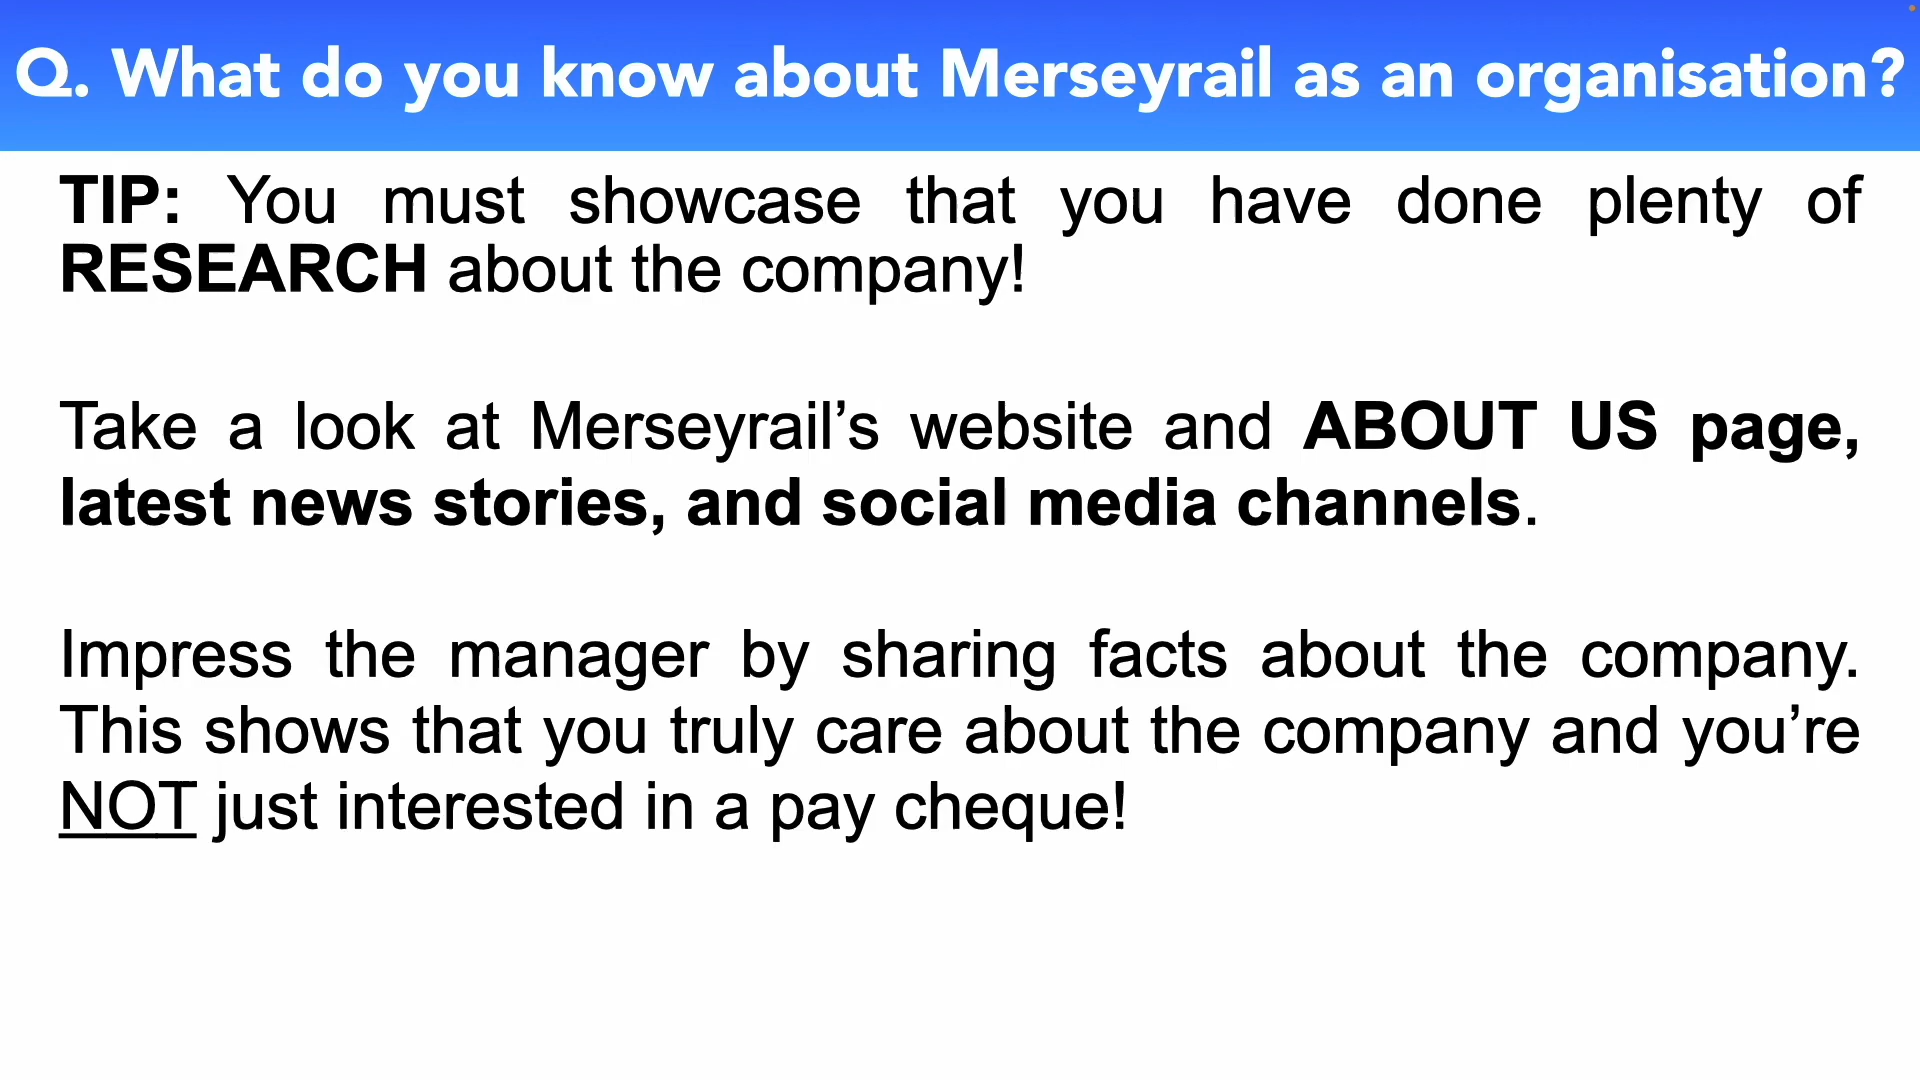 Q. What do you know about Merseyrail as an organisation?
TIP: You must showcase that you have done plenty of
RESEARCH about the company!
Take a look at Merseyrail’s website and ABOUT US page,
latest news stories, and social media channels.
Impress the manager by sharing facts about the company.
This shows that you truly care about the company and you’re
NOT just interested in a pay cheque!